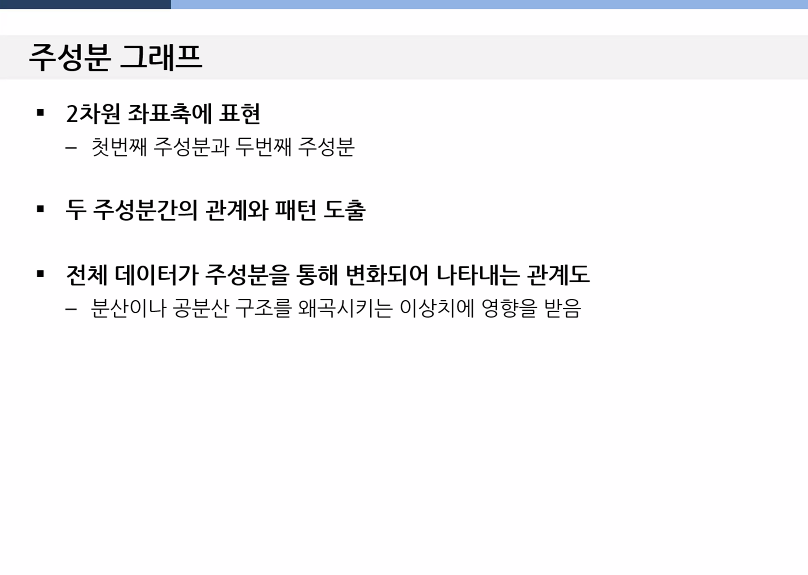 주성분 그래프
▪ 2차원 좌표축에 표현
– 첫번째 주성분과 두번째 주성분
▪ 두 주성분간의 관계와 패턴 도출
▪ 전체 데이터가 주성분을 통해 변화되어 나타내는 관계도
– 분산이나 공분산 구조를 왜곡시키는 이상치에 영향을 받음